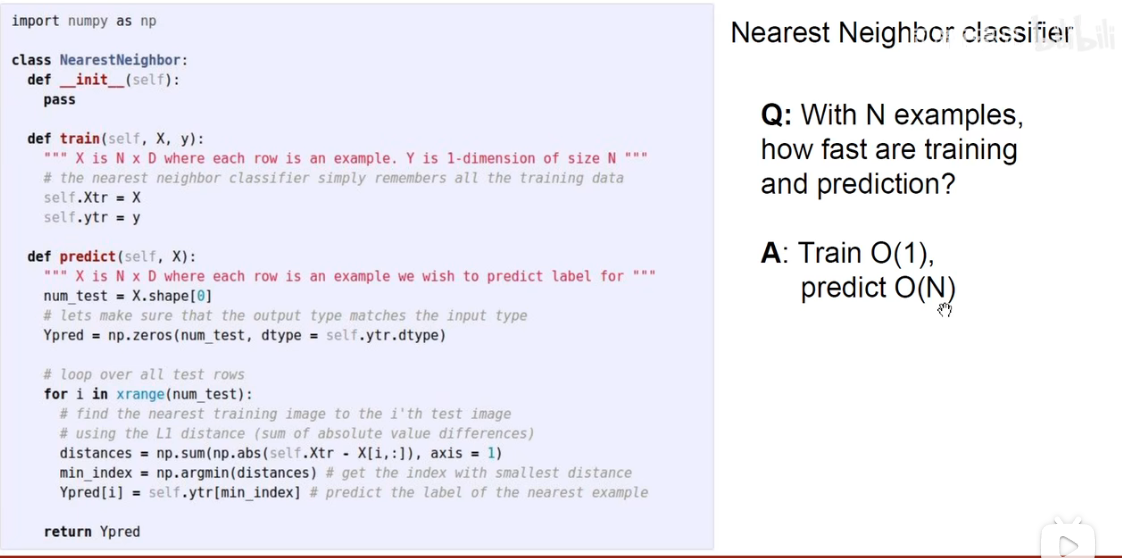 import numpy as np
class NearestNeighbor:
def __init__(self):
pass
def train(self, X, y):
""" X is N x D where each row is an example. Y is 1-dimension of size N """
# the nearest neighbor classifier simply remembers all the training data
self.Xtr = X
self.ytr = y
def predict(self, X):
""" X is N x D where each row is an example we wish to predict label for """
num_test = X.shape[0]
# lets make sure that the output type matches the input type
Ypred = np.zeros(num_test, dtype = self.ytr.dtype)
# loop over all test rows
for i in xrange(num_test):
# find the nearest training image to the i'th test image
# using the L1 distance (sum of absolute value differences)
distances = np.sum(np.abs(self.Xtr - X[i,:]), axis = 1)
min_index = np.argmin(distances) # get the index with smallest distance
Ypred[i] = self.ytr[min_index] # predict the label of the nearest example
return Ypred
Nearest Neighbor classifier
bilibili
Q: With N examples,
how fast are training
and prediction?
A: Train O(1),
predict O(N)